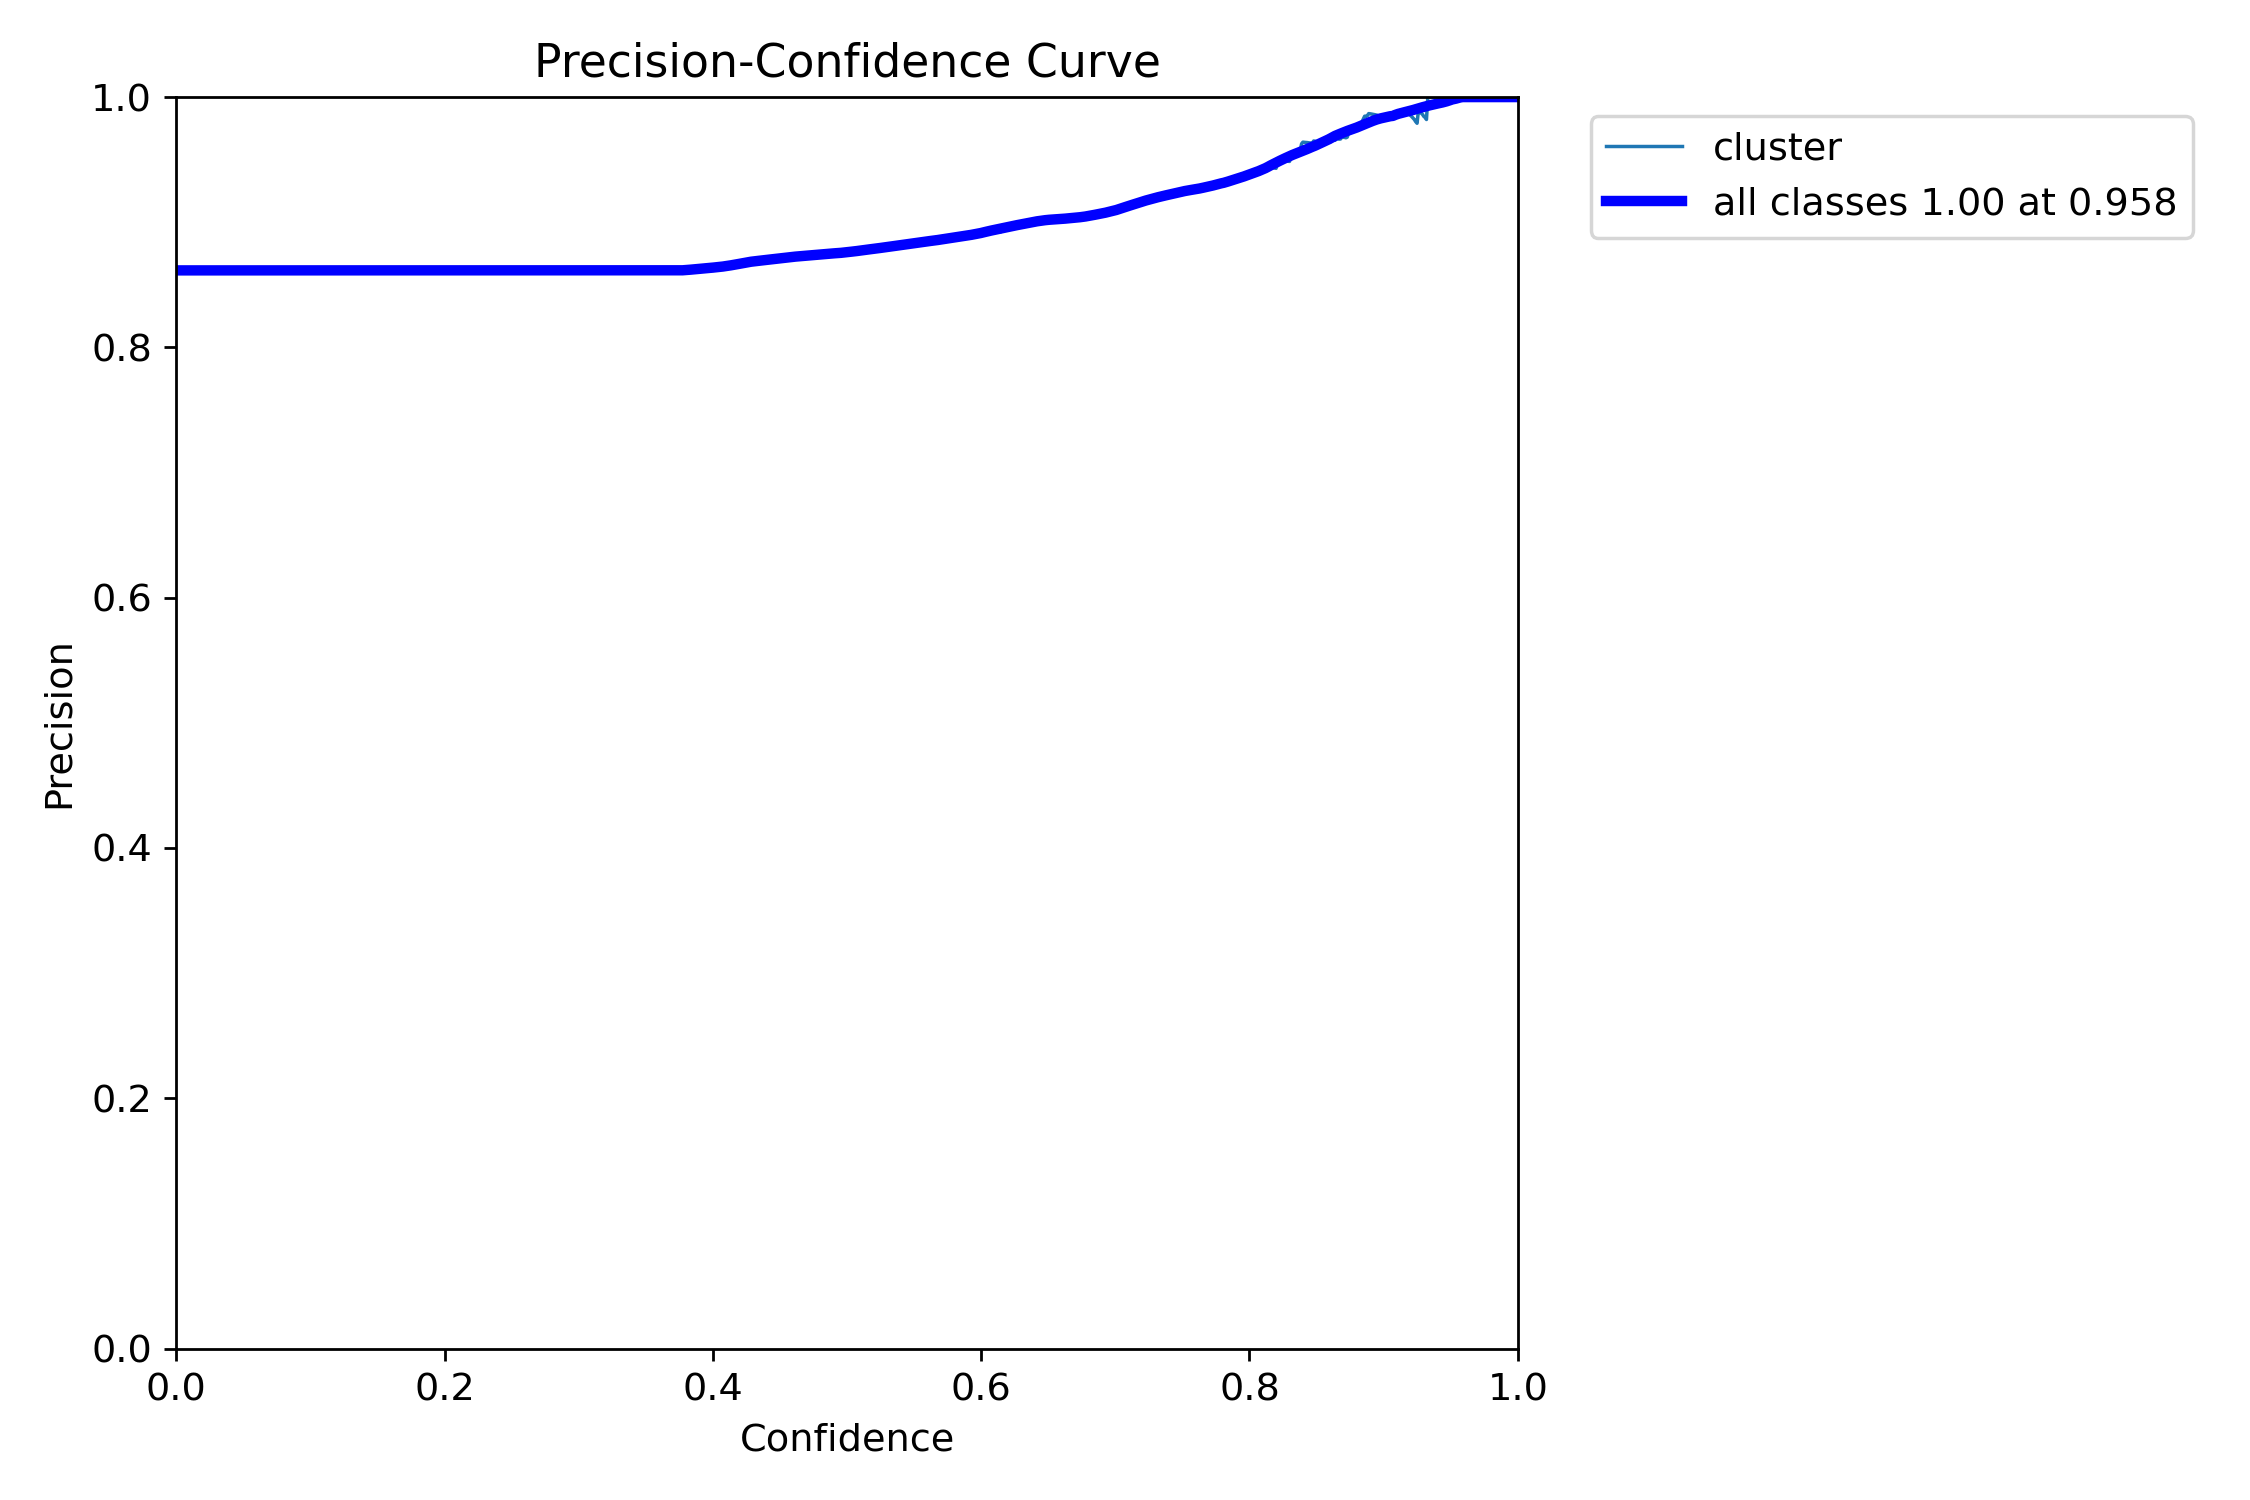 Precision-Confidence Curve
1.0
0.8
0.6
0.4
0.2
0.0
Precision
0.0 0.2 0.4 0.6 0.8 1.0
Confidence
cluster
all classes 1.00 at 0.958